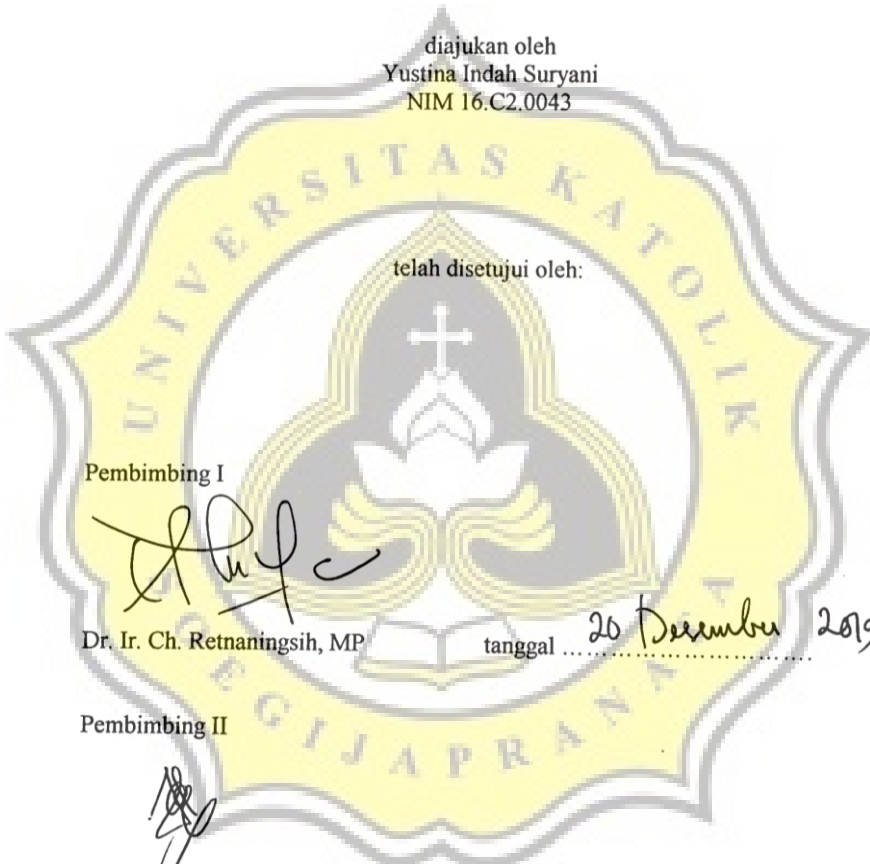 diajukan oleh
Yustina Indah Suryani
NIM 16.C2.0043
UNIVERSITAS KATOLIK
telah disetujui oleh:
Pembimbing I
Dr. Ir. Ch. Retnaningsih, MP
tanggal ... 20 Desember 2019
SOEGIJAPRANATA
Pembimbing II